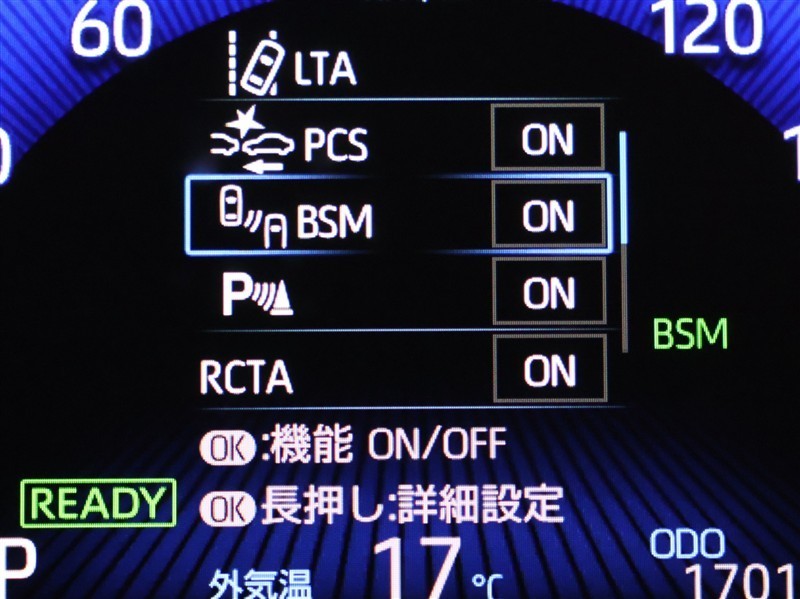 60
120
LTA
PCS ON
BSM ON
P ON
BSM
RCTA ON
OK:機能 ON/OFF
READY
OK長押し:詳細設定
P
外気温 17℃
ODO
1701